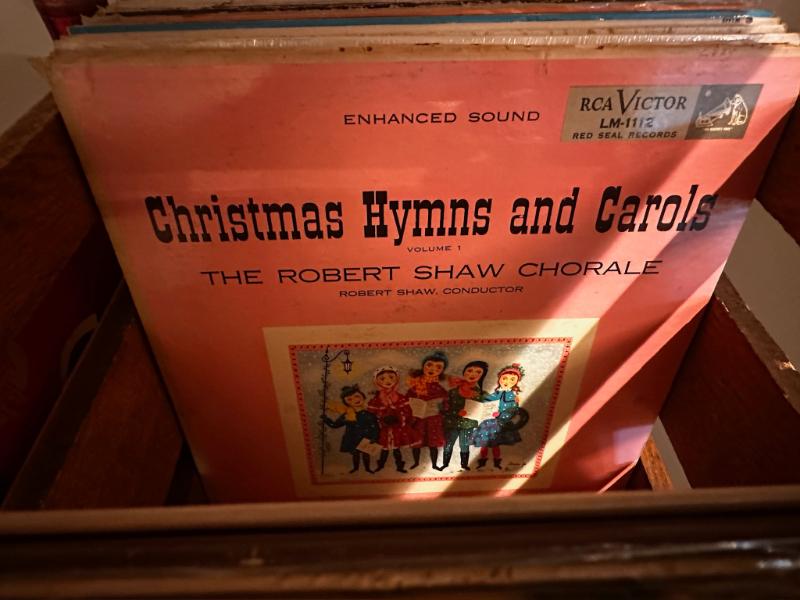 ENHANCED SOUND
RCA VICTOR
LM-1112
RED SEAL RECORDS
Christmas Hymns and Carols
VOLUME 1
THE ROBERT SHAW CHORALE
ROBERT SHAW, CONDUCTOR